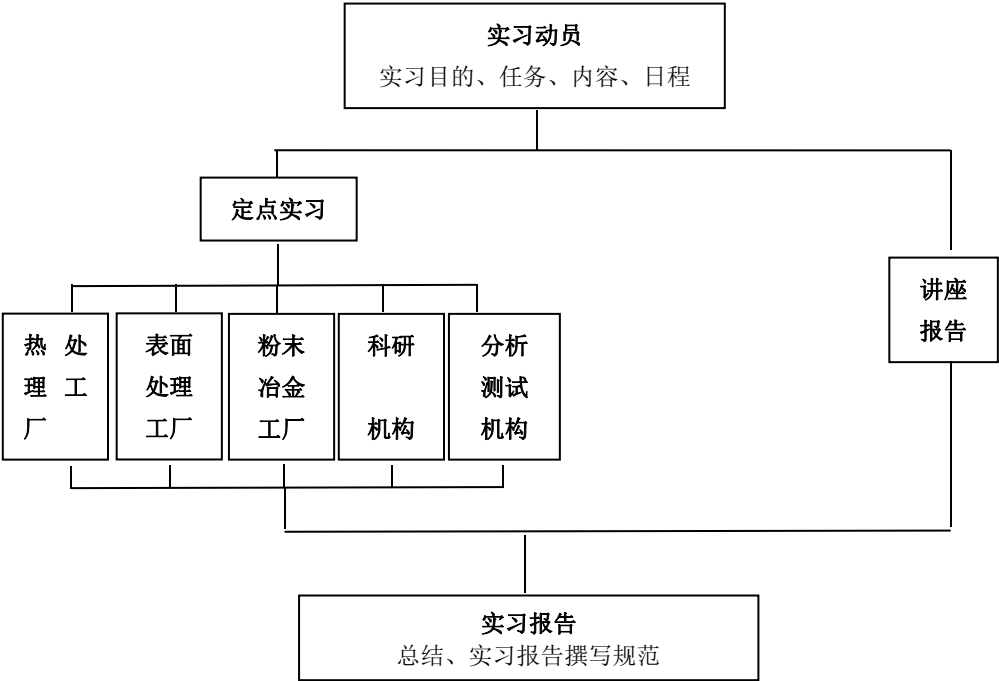 实习动员
实习目的、任务、内容、日程
定点实习
讲座
报告
热 处
理 工
厂
表面
处理
工厂
粉末
冶金
工厂
科研
机构
分析
测试
机构
实习报告
总结、实习报告撰写规范